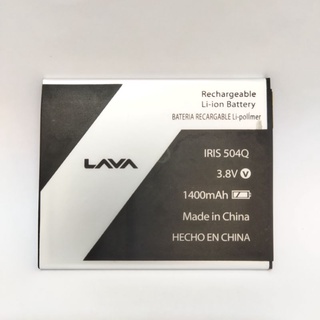 Rechargeable
Li-ion Battery
BATERIA RECARGABLE Li-pollmer
LAVA
IRIS 504Q
3.8V V
1400mAh
Made in China
HECHO EN CHINA